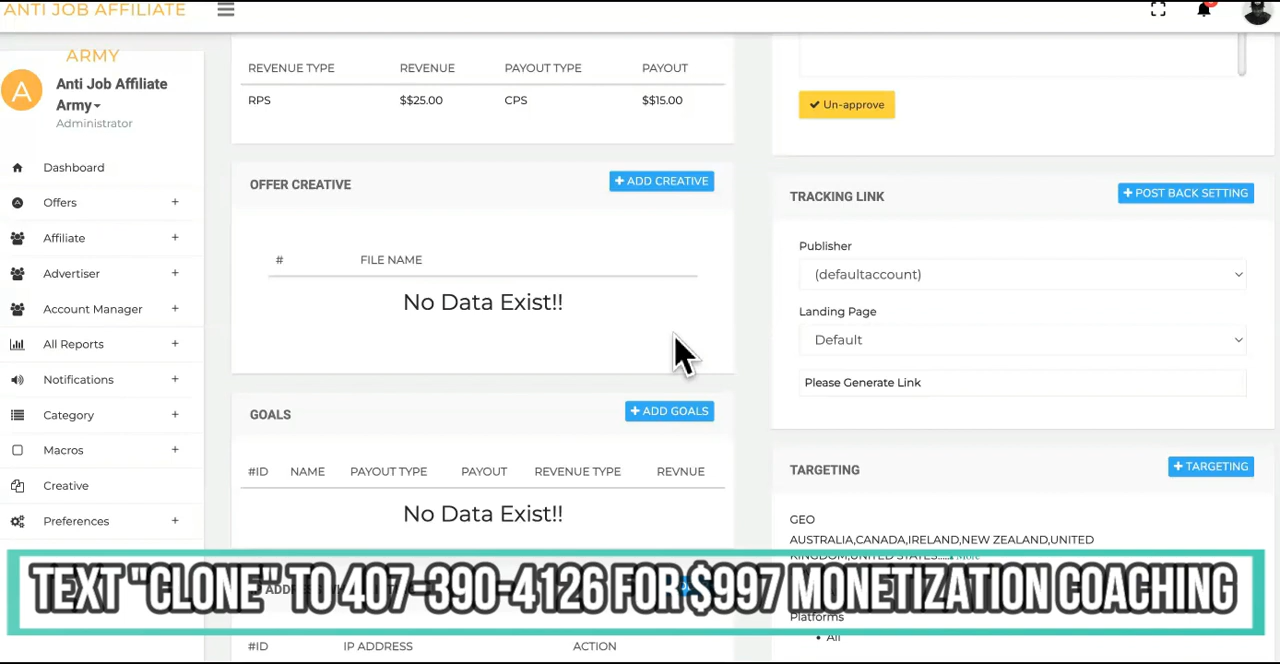 ANTI JOB AFFILIATE
ARMY
A
Anti Job Affiliate
Army
Administrator
Dashboard
Offers +
Affiliate +
Advertiser +
Account Manager +
All Reports +
Notifications +
Category +
Macros +
Creative
Preferences +
REVENUE TYPE REVENUE PAYOUT TYPE PAYOUT
RPS $$25.00 CPS $$15.00
OFFER CREATIVE
+ ADD CREATIVE
# FILE NAME
No Data Exist!!
GOALS
+ ADD GOALS
#ID NAME PAYOUT TYPE PAYOUT REVENUE TYPE REVNUE
No Data Exist!!
#ID IP ADDRESS ACTION
Un-approve
TRACKING LINK
+ POST BACK SETTING
Publisher
(defaultaccount)
Landing Page
Default
Please Generate Link
TARGETING
+ TARGETING
GEO
AUSTRALIA,CANADA,IRELAND,NEW ZEALAND,UNITED
KINGDOM,UNITED STATES.....
Platforms
• All
TEXT "CLONE" TO 407-390-4126 FOR $997 MONETIZATION COACHING